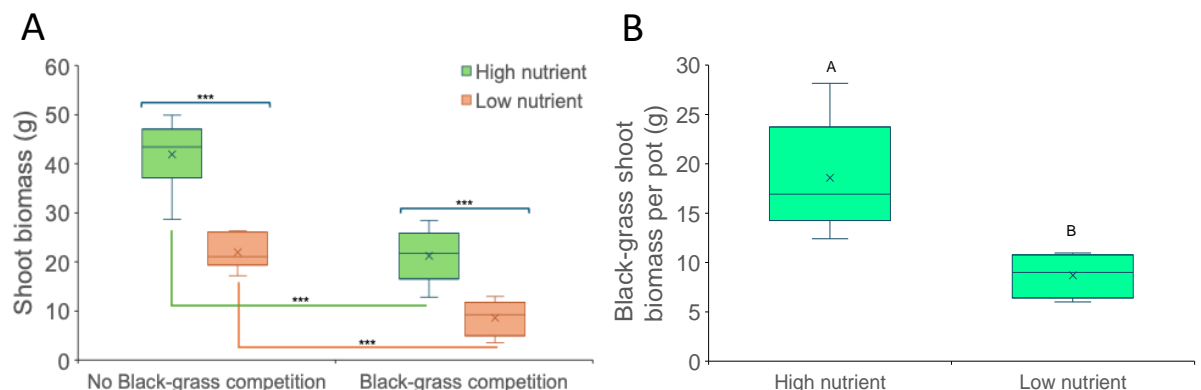 A
Shoot biomass (g)
60
50
40
30
20
10
0
High nutrient
Low nutrient
***
***
***
***
No Black-grass competition
Black-grass competition
B
Black-grass shoot
biomass per pot (g)
30
25
20
15
10
5
0
A
B
High nutrient
Low nutrient